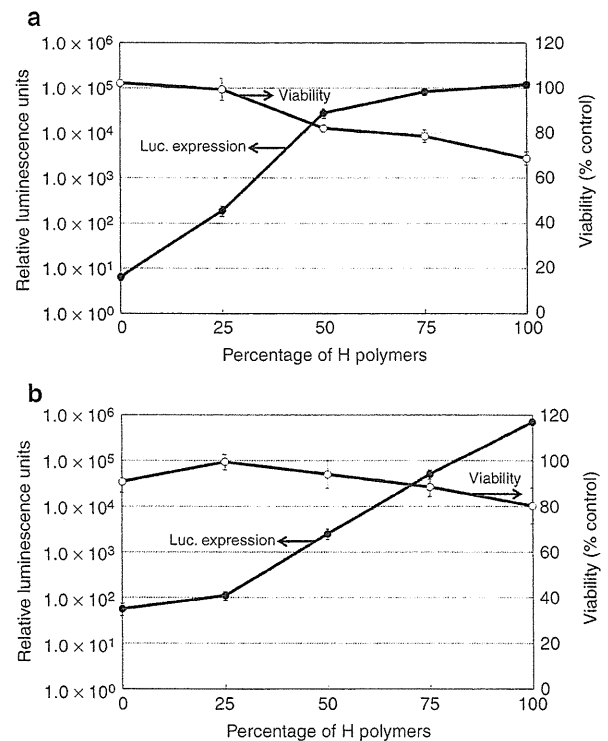 a
Relative luminescence units
1.0 × 10⁶
1.0 × 10⁵
1.0 × 10⁴
1.0 × 10³
1.0 × 10²
1.0 × 10¹
1.0 × 10⁰
Viability
Luc. expression
120
100
80
60
40
20
0
Viability (% control)
0 25 50 75 100
Percentage of H polymers
b
Relative luminescence units
1.0 × 10⁶
1.0 × 10⁵
1.0 × 10⁴
1.0 × 10³
1.0 × 10²
1.0 × 10¹
1.0 × 10⁰
Viability
Luc. expression
120
100
80
60
40
20
0
Viability (% control)
0 25 50 75 100
Percentage of H polymers